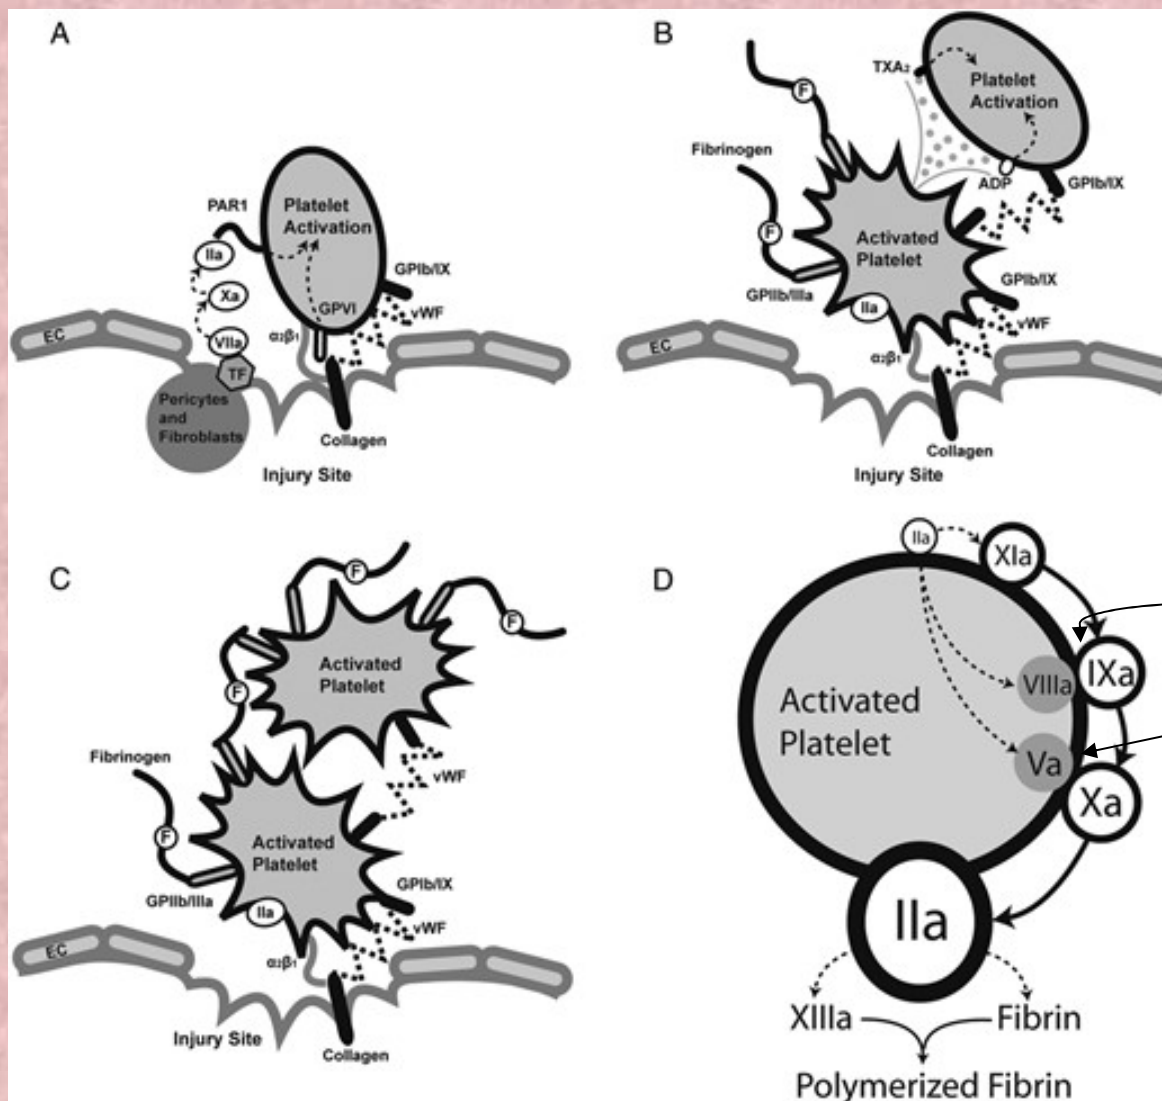 A
PAR1
Platelet
Activation
IIa
Xa
VIIa
TF
EC
GPIb/IX
GPVI
vWF
α₂β₁
Pericytes
and
Fibroblasts
Collagen
Injury Site
B
TXA₂
Platelet
Activation
F
Fibrinogen
F
ADP
GPIb/IX
Activated
Platelet
GPIb/IX
GPIIb/IIIa
IIa
vWF
EC
α₂β₁
Collagen
Injury Site
C
F
F
Activated
Platelet
F
Fibrinogen
vWF
F
Activated
Platelet
GPIb/IX
GPIIb/IIIa
IIa
vWF
EC
α₂β₁
Injury Site
Collagen
D
IIa
XIa
IXa
VIIIa
Activated
Platelet
Va
Xa
IIa
XIIIa
Fibrin
Polymerized Fibrin